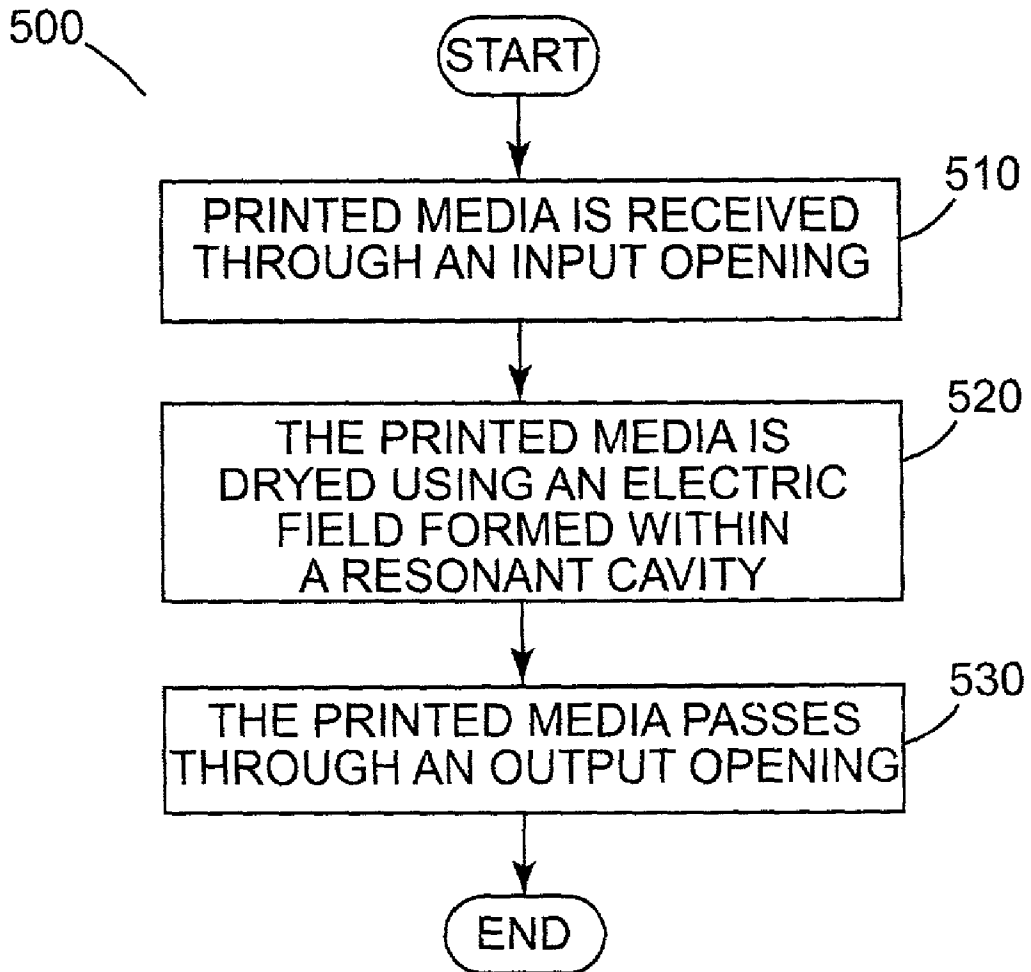 500
START
510
PRINTED MEDIA IS RECEIVED
THROUGH AN INPUT OPENING
520
THE PRINTED MEDIA IS
DRYED USING AN ELECTRIC
FIELD FORMED WITHIN
A RESONANT CAVITY
530
THE PRINTED MEDIA PASSES
THROUGH AN OUTPUT OPENING
END